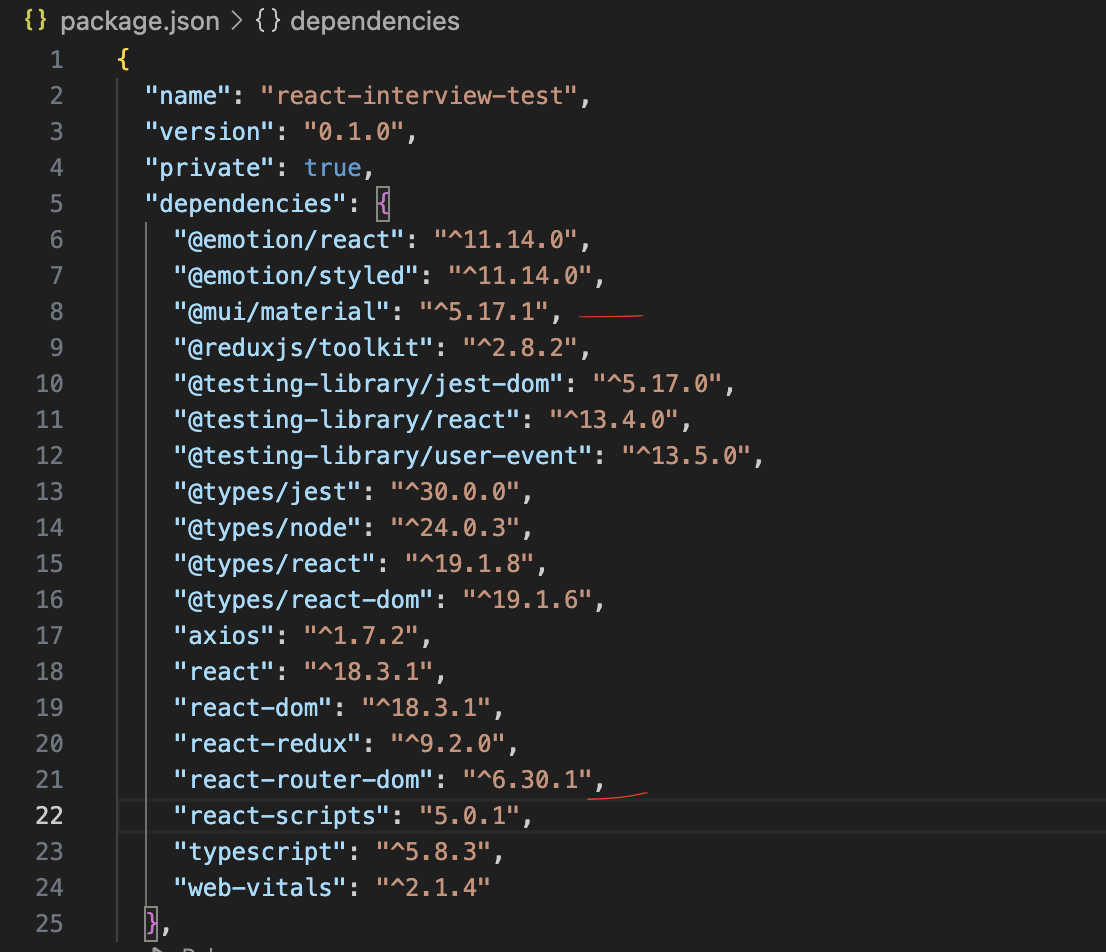 {} package.json > {} dependencies
1 {
2 "name": "react-interview-test",
3 "version": "0.1.0",
4 "private": true,
5 "dependencies": {
6 "@emotion/react": "^11.14.0",
7 "@emotion/styled": "^11.14.0",
8 "@mui/material": "^5.17.1",
9 "@reduxjs/toolkit": "^2.8.2",
10 "@testing-library/jest-dom": "^5.17.0",
11 "@testing-library/react": "^13.4.0",
12 "@testing-library/user-event": "^13.5.0",
13 "@types/jest": "^30.0.0",
14 "@types/node": "^24.0.3",
15 "@types/react": "^19.1.8",
16 "@types/react-dom": "^19.1.6",
17 "axios": "^1.7.2",
18 "react": "^18.3.1",
19 "react-dom": "^18.3.1",
20 "react-redux": "^9.2.0",
21 "react-router-dom": "^6.30.1",
22 "react-scripts": "5.0.1",
23 "typescript": "^5.8.3",
24 "web-vitals": "^2.1.4"
25 },